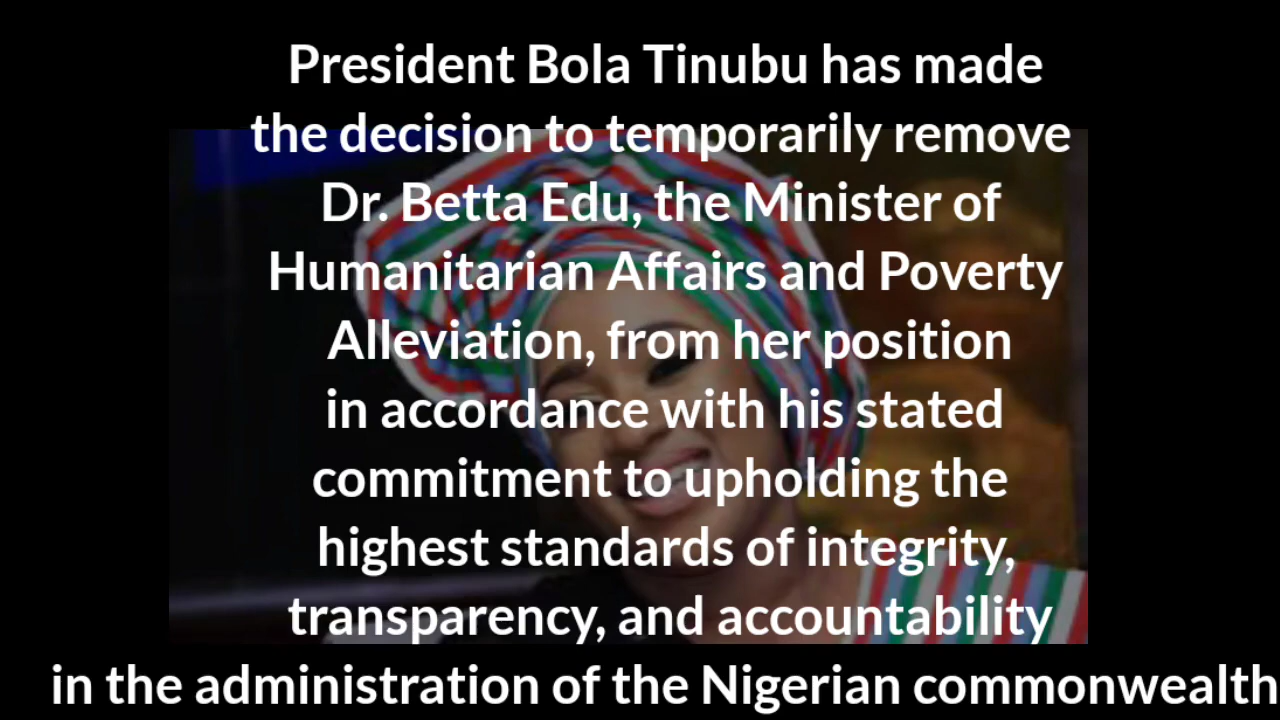 President Bola Tinubu has made
the decision to temporarily remove
Dr. Betta Edu, the Minister of
Humanitarian Affairs and Poverty
Alleviation, from her position
in accordance with his stated
commitment to upholding the
highest standards of integrity,
transparency, and accountability
in the administration of the Nigerian commonwealth